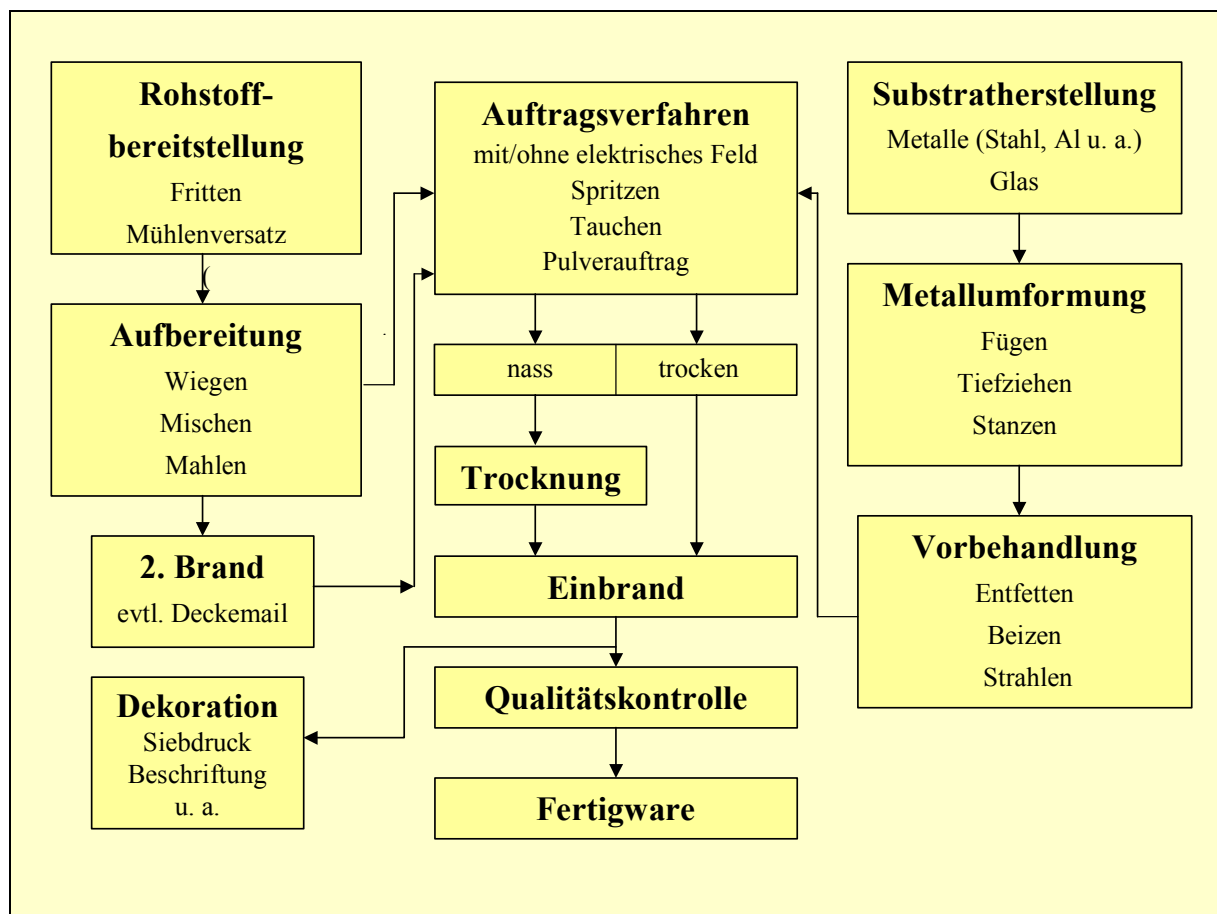 Rohstoff-
bereitstellung
Fritten
Mühlenversatz
(
Aufbereitung
Wiegen
Mischen
Mahlen
2. Brand
evtl. Deckemail
Dekoration
Siebdruck
Beschriftung
u. a.
Auftragsverfahren
mit/ohne elektrisches Feld
Spritzen
Tauchen
Pulverauftrag
nass
trocken
Trocknung
Einbrand
Qualitätskontrolle
Fertigware
Substratherstellung
Metalle (Stahl, Al u. a.)
Glas
Metallumformung
Fügen
Tiefziehen
Stanzen
Vorbehandlung
Entfetten
Beizen
Strahlen